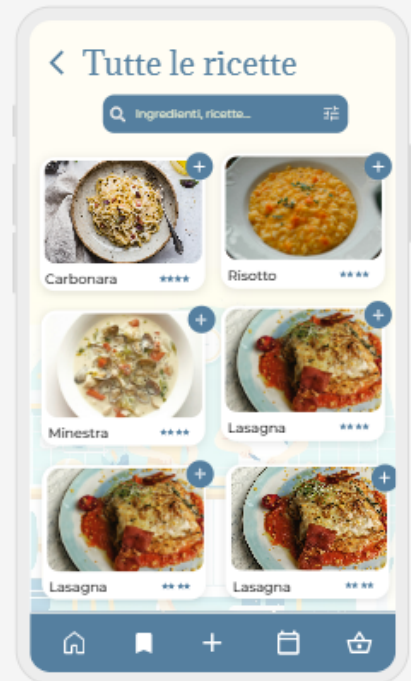 Tutte le ricette
Ingredienti, ricette...
Carbonara ****
Risotto ****
Minestra ****
Lasagna ****
Lasagna ** **
Lasagna ** **